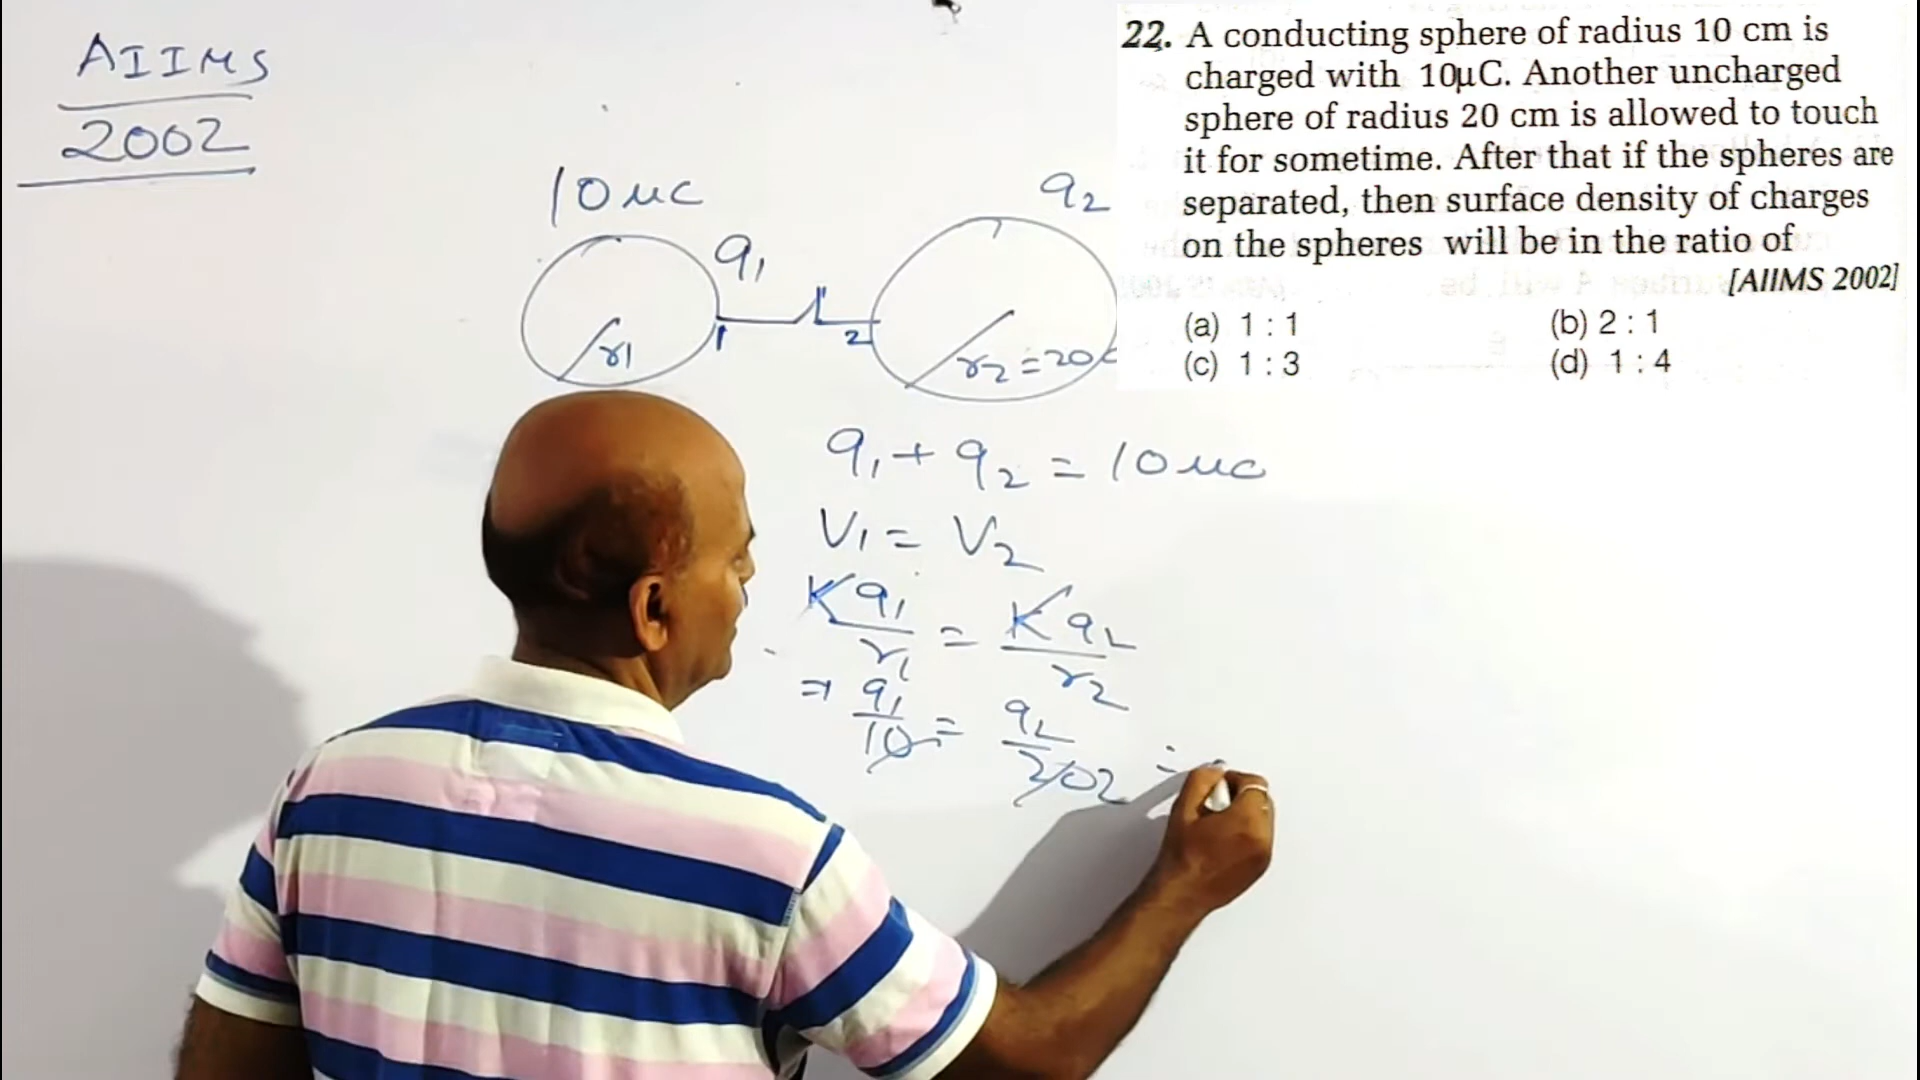 AIIMS
2002
10 μc
q1
q2
r1
1
2
r2 = 20c
q1 + q2 = 10 μc
V1 = V2
Kq1/r1 = Kq2/r2
⇒ q1/10 = q2/20 2 =
22. A conducting sphere of radius 10 cm is
charged with 10μC. Another uncharged
sphere of radius 20 cm is allowed to touch
it for sometime. After that if the spheres are
separated, then surface density of charges
on the spheres will be in the ratio of
[AIIMS 2002]
(a) 1 : 1 (b) 2 : 1
(c) 1 : 3 (d) 1 : 4